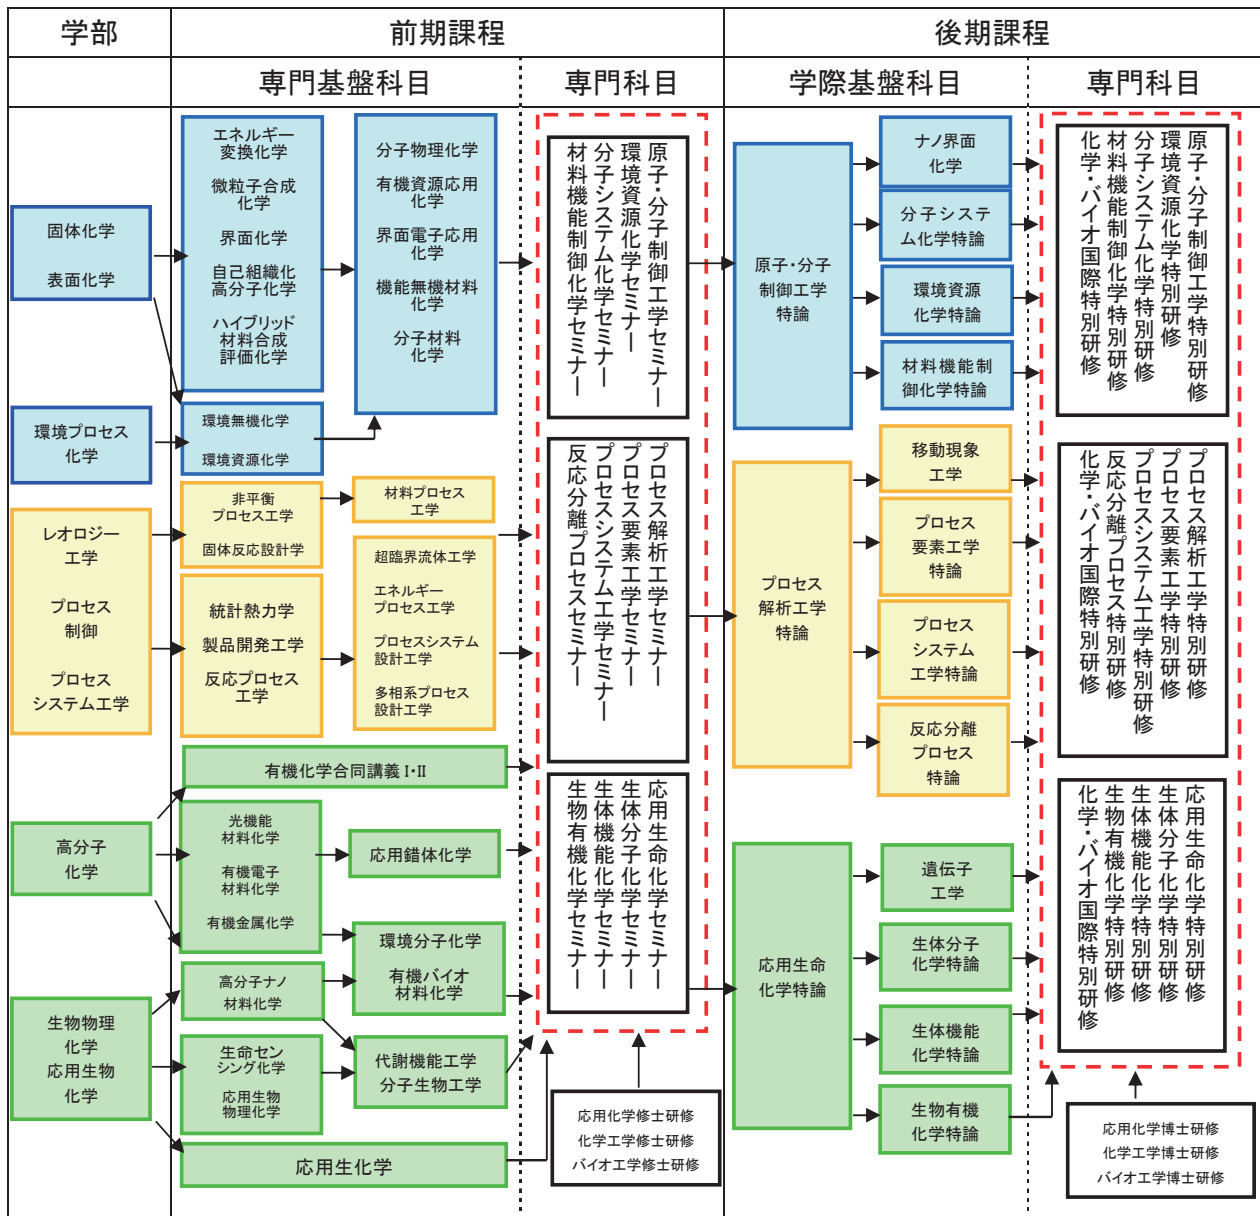 学部
前期課程
後期課程
専門基盤科目
専門科目
学際基盤科目
専門科目
固体化学
表面化学
環境プロセス
化学
レオロジー
工学
プロセス
制御
プロセス
システム工学
高分子
化学
生物物理
化学
応用生物
化学
エネルギー
変換化学
微粒子合成
化学
界面化学
自己組織化
高分子化学
ハイブリッド
材料合成
評価化学
環境無機化学
環境資源化学
非平衡
プロセス工学
固体反応設計学
統計熱力学
製品開発工学
反応プロセス
工学
有機化学合同講義 I・II
光機能
材料化学
有機電子
材料化学
有機金属化学
高分子ナノ
材料化学
生命セン
シング化学
応用生物
物理化学
応用生化学
分子物理化学
有機資源応用
化学
界面電子応用
化学
機能無機材料
化学
分子材料
化学
材料プロセス
工学
超臨界流体工学
エネルギー
プロセス工学
プロセスシステム
設計工学
多相系プロセス
設計工学
応用錯体化学
環境分子化学
有機バイオ
材料化学
代謝機能工学
分子生物工学
原子・分子制御工学セミナー
環境資源化学セミナー
分子システム化学セミナー
材料機能制御化学セミナー
プロセス解析工学セミナー
プロセス要素工学セミナー
プロセスシステム工学セミナー
反応分離プロセスセミナー
応用生命化学セミナー
生体分子化学セミナー
生体機能化学セミナー
生物有機化学セミナー
応用化学修士研修
化学工学修士研修
バイオ工学修士研修
原子・分子
制御工学
特論
プロセス
解析工学
特論
応用生命
化学特論
ナノ界面
化学
分子システ
ム化学特論
環境資源
化学特論
材料機能制
御化学特論
移動現象
工学
プロセス
要素工学
特論
プロセス
システム
工学特論
反応分離
プロセス
特論
遺伝子
工学
生体分子
化学特論
生体機能
化学特論
生物有機
化学特論
原子・分子制御工学特別研修
環境資源化学特別研修
分子システム化学特別研修
材料機能制御化学特別研修
化学・バイオ国際特別研修
プロセス解析工学特別研修
プロセス要素工学特別研修
プロセスシステム工学特別研修
反応分離プロセス特別研修
化学・バイオ国際特別研修
応用生命化学特別研修
生体分子化学特別研修
生体機能化学特別研修
生物有機化学特別研修
化学・バイオ国際特別研修
応用化学博士研修
化学工学博士研修
バイオ工学博士研修